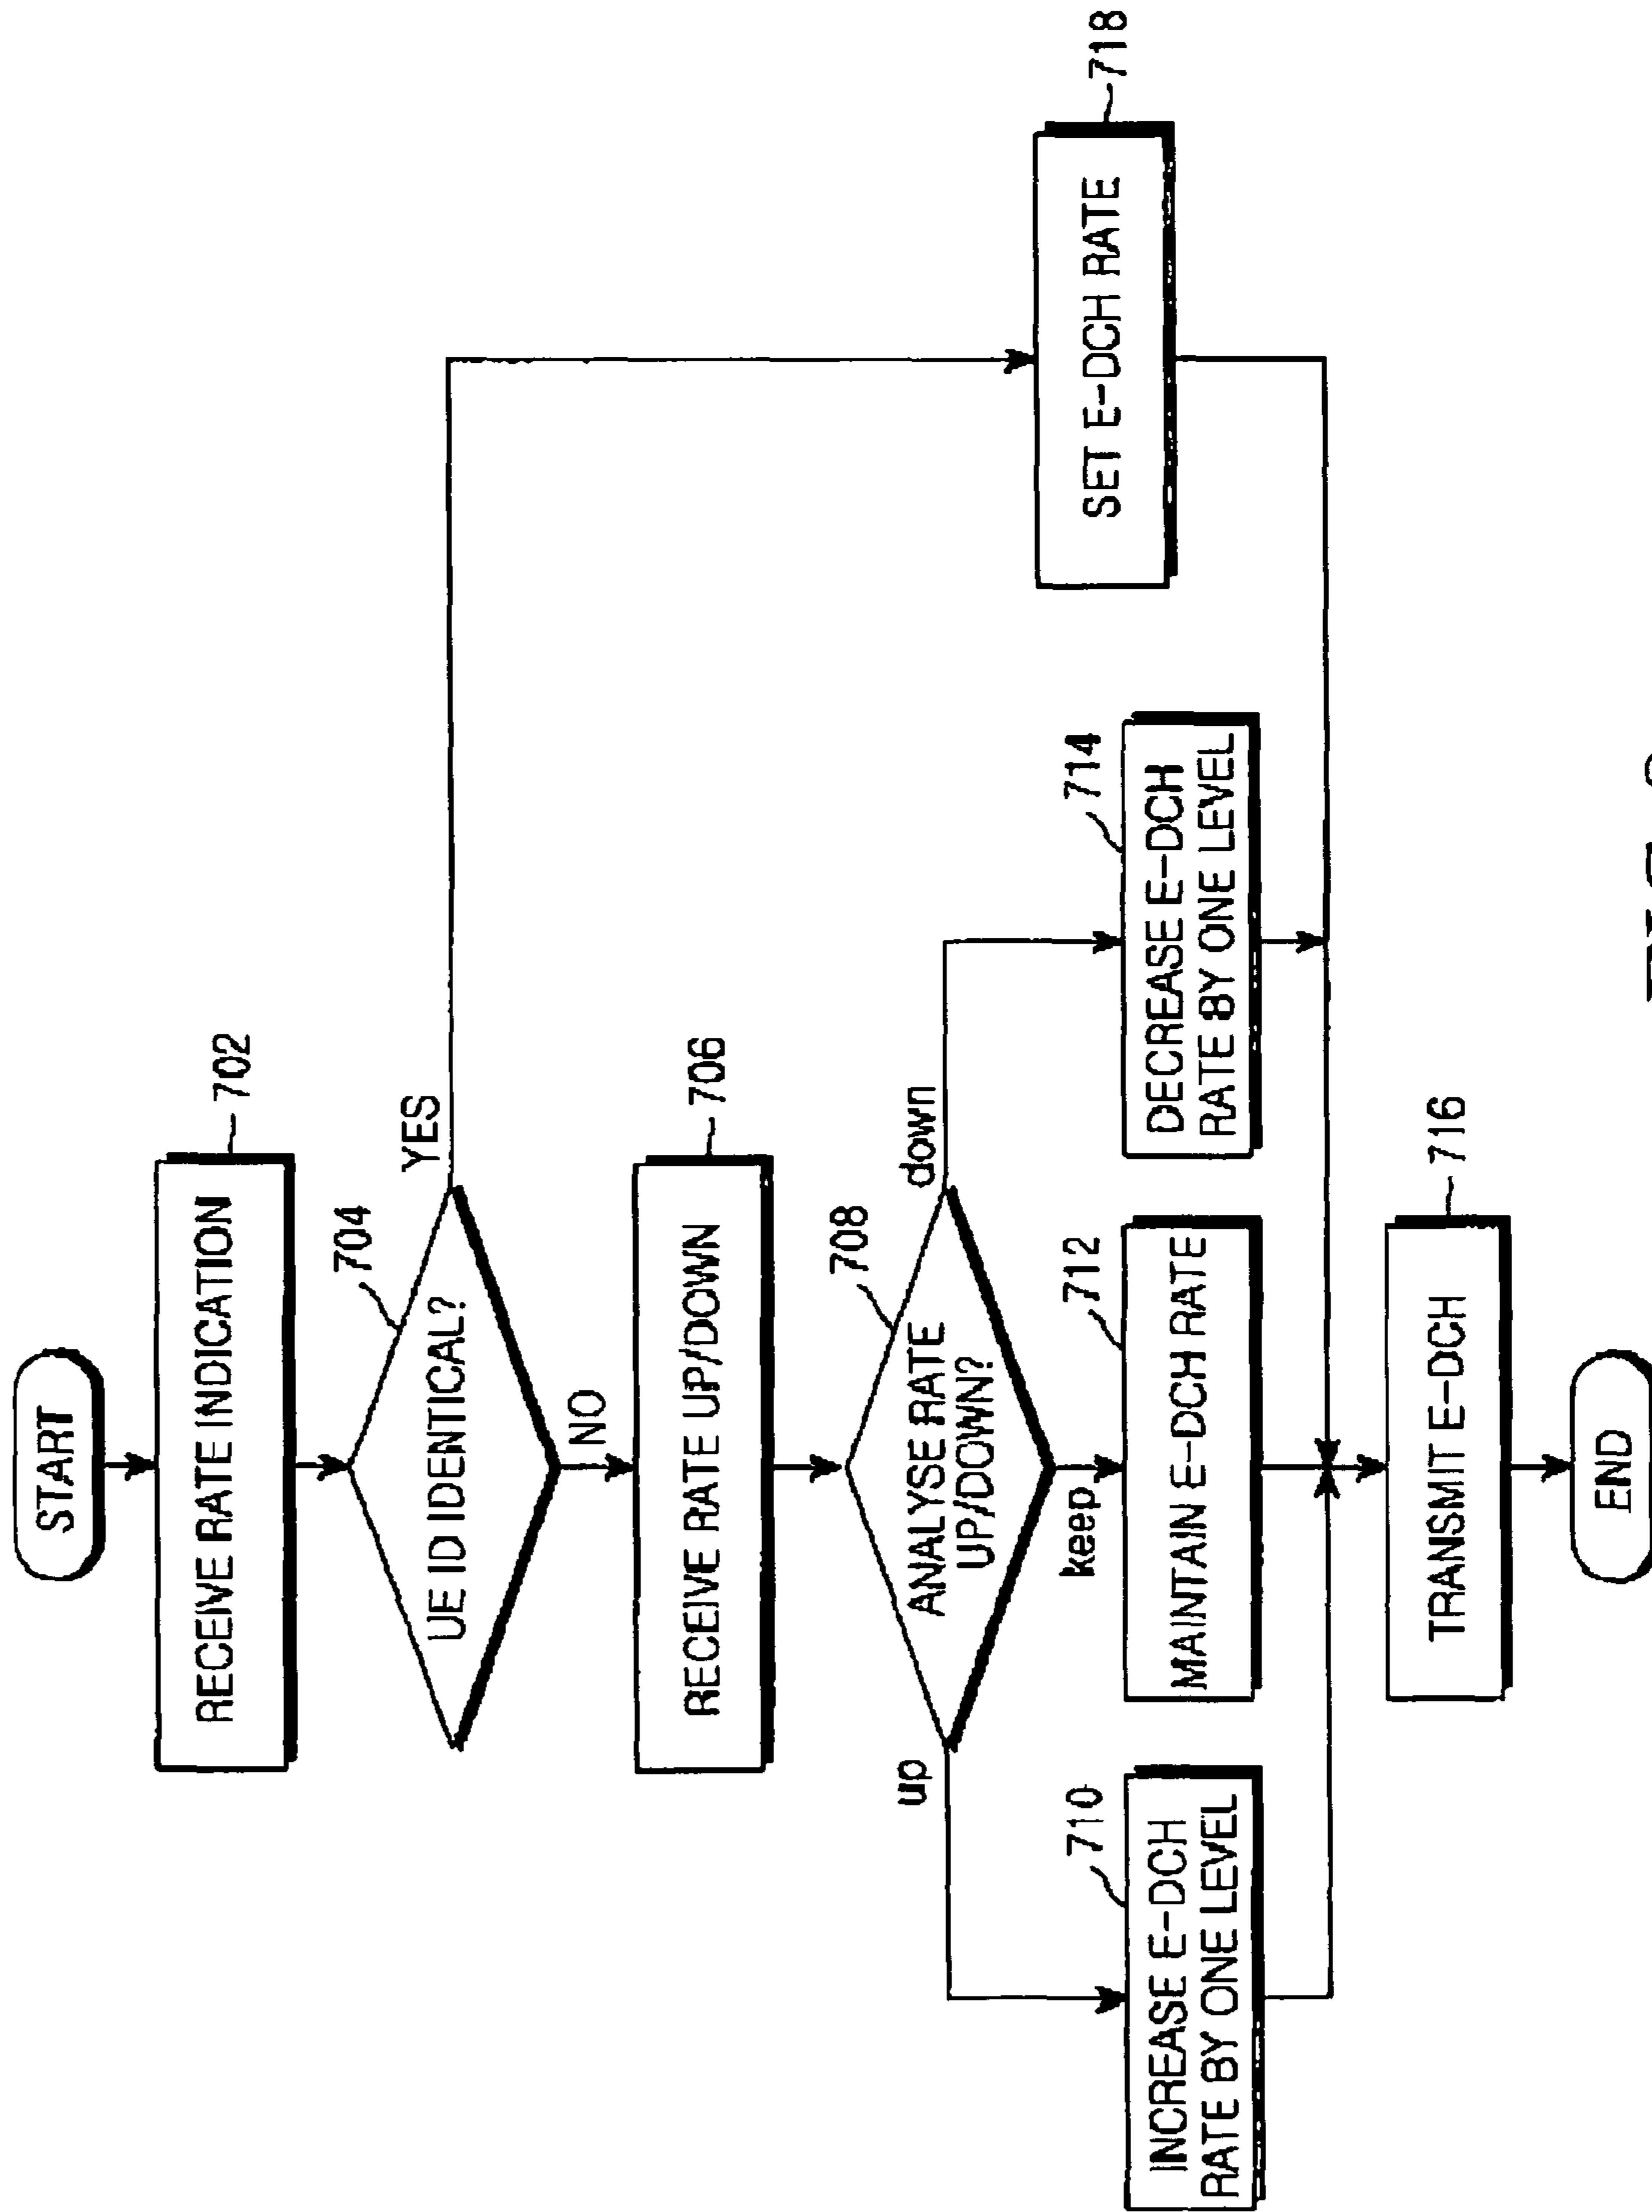 START
RECEIVE RATE INDICATION
702
UE ID IDENTICAL?
704
YES
NO
RECEIVE RATE UP/DOWN
706
ANALYSE RATE
UP/DOWN?
708
up
keep
down
INCREASE E-DCH
RATE BY ONE LEVEL
710
MAINTAIN E-DCH RATE
712
DECREASE E-DCH
RATE BY ONE LEVEL
714
SET E-DCH RATE
718
TRANSMIT E-DCH
716
END